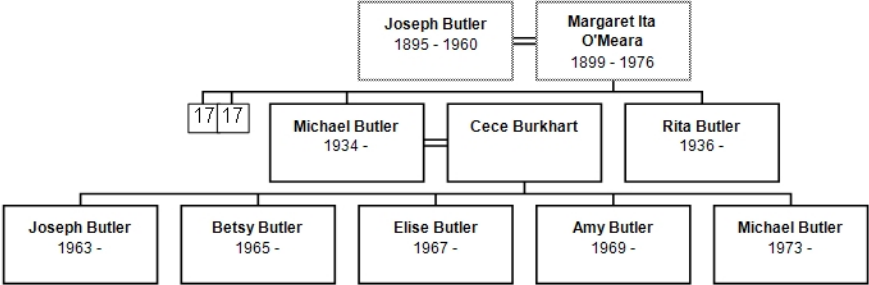 Joseph Butler
1895 - 1960
Margaret Ita
O'Meara
1899 - 1976
17
17
Michael Butler
1934 -
Cece Burkhart
Rita Butler
1936 -
Joseph Butler
1963 -
Betsy Butler
1965 -
Elise Butler
1967 -
Amy Butler
1969 -
Michael Butler
1973 -